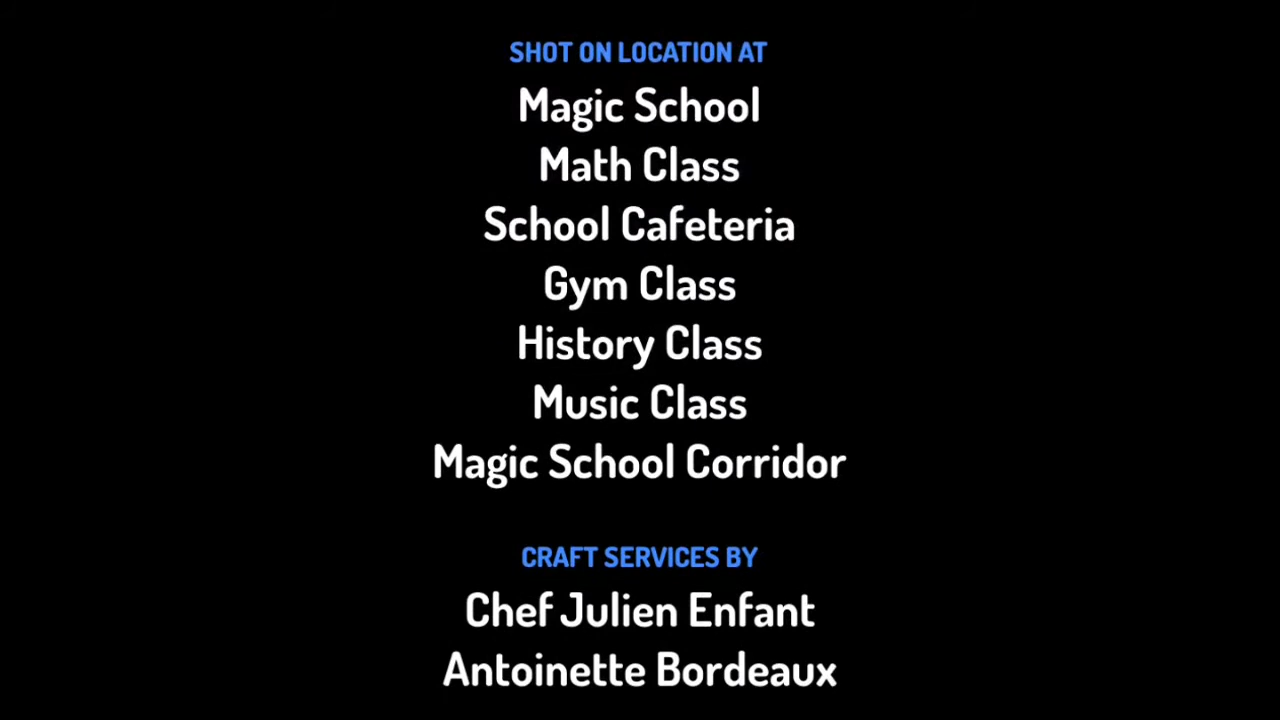 SHOT ON LOCATION AT
Magic School
Math Class
School Cafeteria
Gym Class
History Class
Music Class
Magic School Corridor
CRAFT SERVICES BY
Chef Julien Enfant
Antoinette Bordeaux